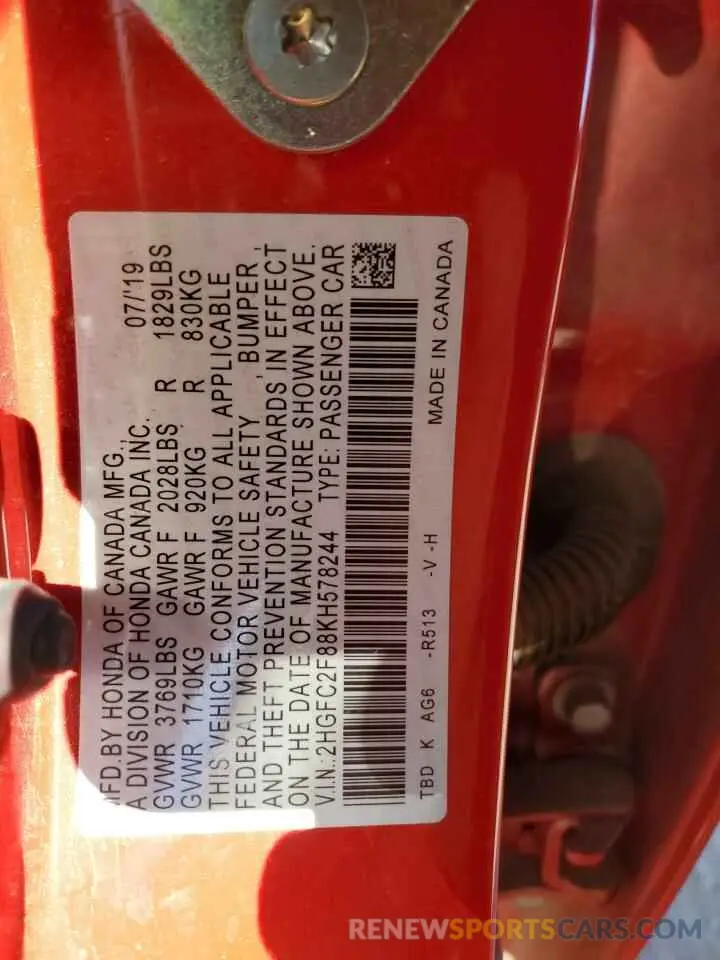 MFD.BY HONDA OF CANADA MFG., 07/'19
A DIVISION OF HONDA CANADA INC.
GVWR 3769LBS GAWR F 2028LBS R 1829LBS
GVWR 1710KG GAWR F 920KG R 830KG
THIS VEHICLE CONFORMS TO ALL APPLICABLE
FEDERAL MOTOR VEHICLE SAFETY , BUMPER ,
AND THEFT PREVENTION STANDARDS IN EFFECT
ON THE DATE OF MANUFACTURE SHOWN ABOVE.
V.I.N.:2HGFC2F88KH578244 TYPE: PASSENGER CAR
TBD K AG6 -R513 -V -H MADE IN CANADA
RENEWSPORTSCARS.COM